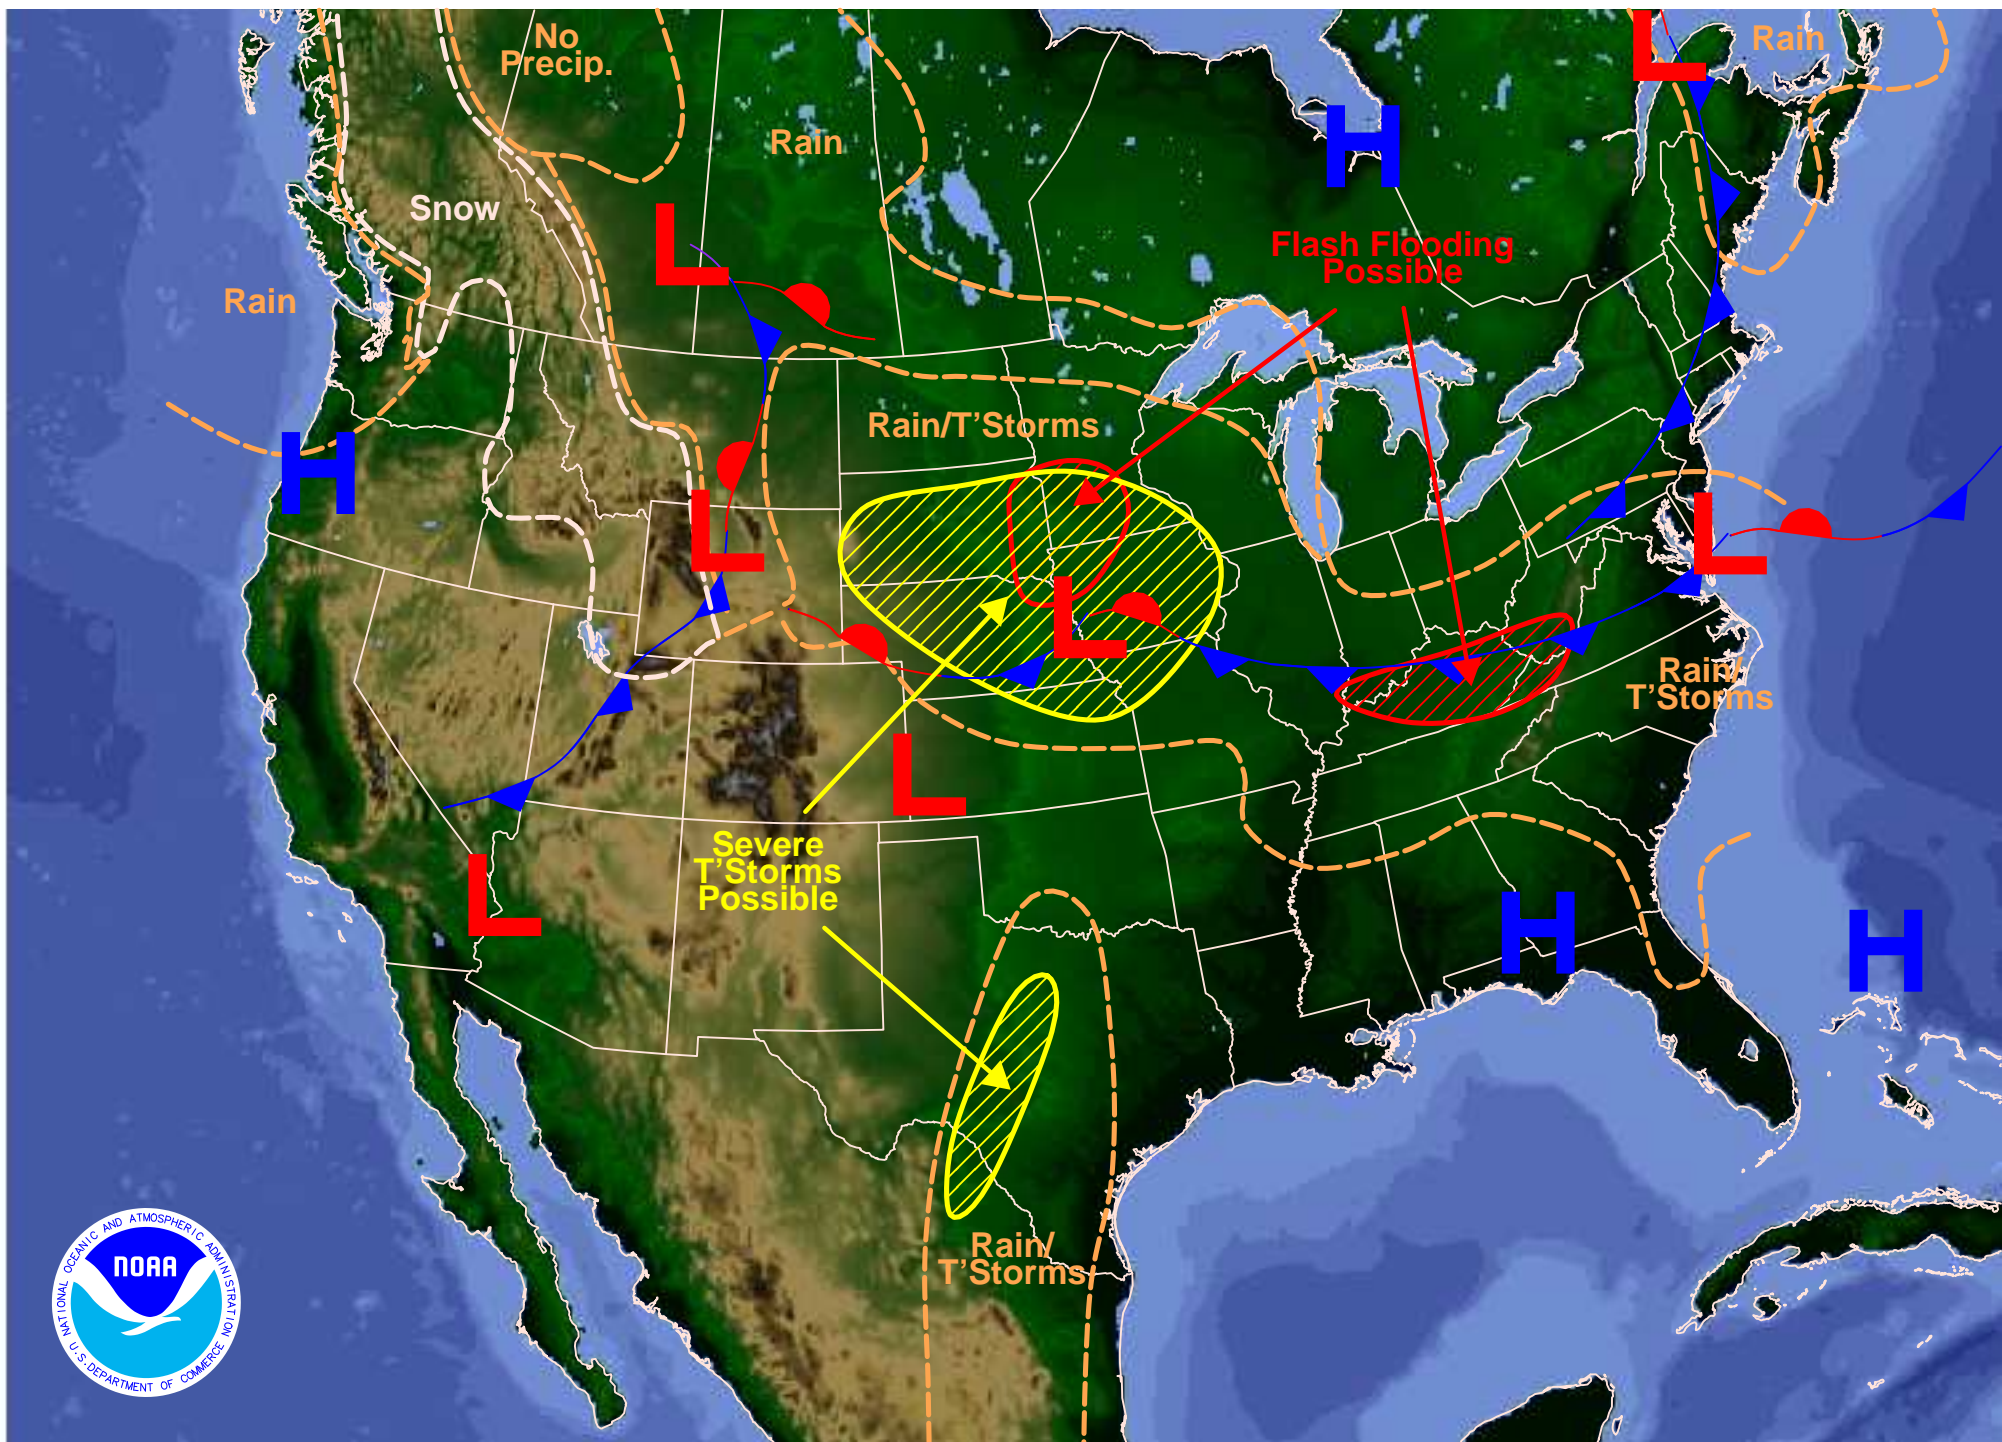 No
Precip.
Rain
Rain
Snow
Rain
Flash Flooding
Possible
Rain/T'Storms
Rain/
T'Storms
Severe
T'Storms
Possible
Rain/
T'Storms
H
H
H
H
L
L
L
L
L
L
L
NATIONAL OCEANIC AND ATMOSPHERIC ADMINISTRATION
NOAA
U.S. DEPARTMENT OF COMMERCE